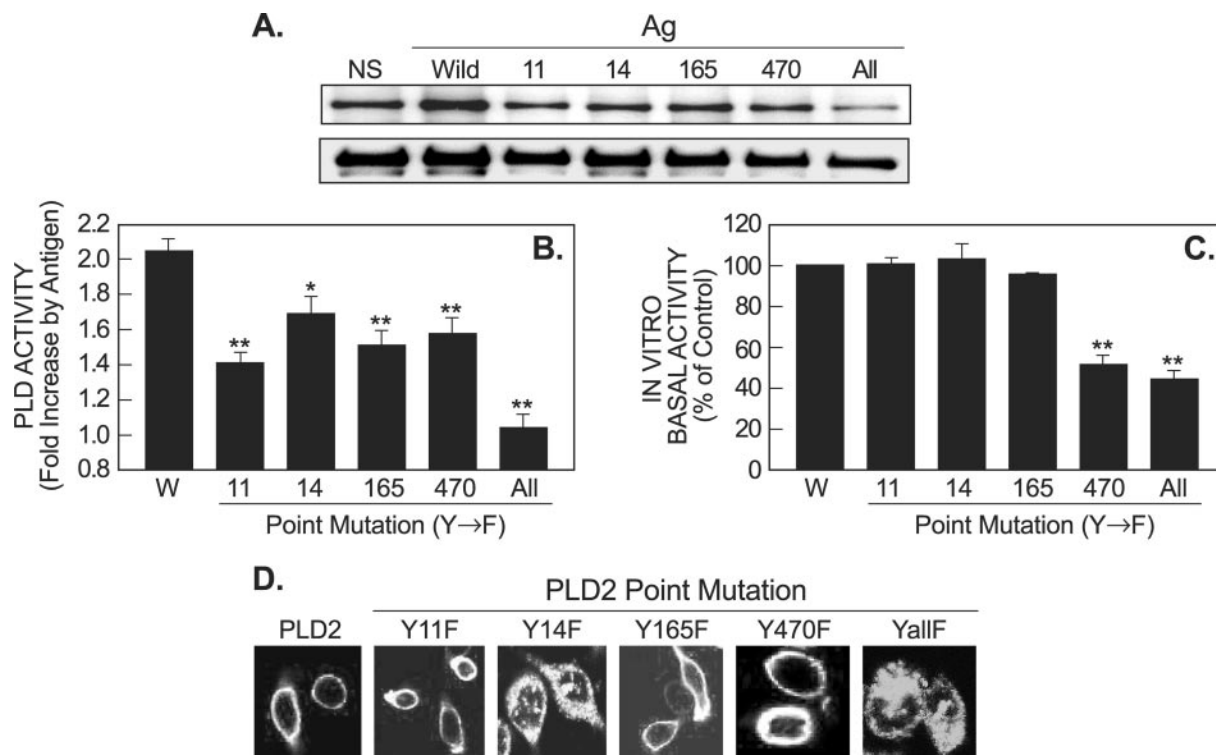 A.
Ag
NS Wild 11 14 165 470 All
B.
PLD ACTIVITY
(Fold Increase by Antigen)
2.2
2.0
1.8
1.6
1.4
1.2
1.0
0.8
** * ** ** **
W 11 14 165 470 All
Point Mutation (Y→F)
C.
IN VITRO
BASAL ACTIVITY
(% of Control)
120
100
80
60
40
20
0
** **
W 11 14 165 470 All
Point Mutation (Y→F)
D.
PLD2 Point Mutation
PLD2 Y11F Y14F Y165F Y470F YallF